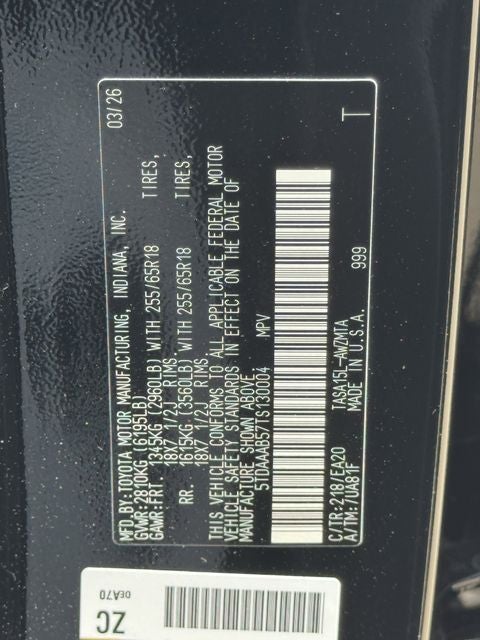 MFD.BY:TOYOTA MOTOR MANUFACTURING, INDIANA, INC. 03/26
GVWR:2810KG(6195LB)
GAWR:FRT. 1345KG(2960LB) WITH 255/65R18 TIRES,
18X7 1/2J RIMS
RR. 1615KG(3560LB) WITH 255/65R18 TIRES,
18X7 1/2J RIMS
THIS VEHICLE CONFORMS TO ALL APPLICABLE FEDERAL MOTOR
VEHICLE SAFETY STANDARDS IN EFFECT ON THE DATE OF
MANUFACTURE SHOWN ABOVE.
5TDAAAB57TS130004 MPV
C/TR:218/EA20 TASA15L-AWZMTA T
A/TM:/UA81F MADE IN U.S.A. 999
ZC
0EA70